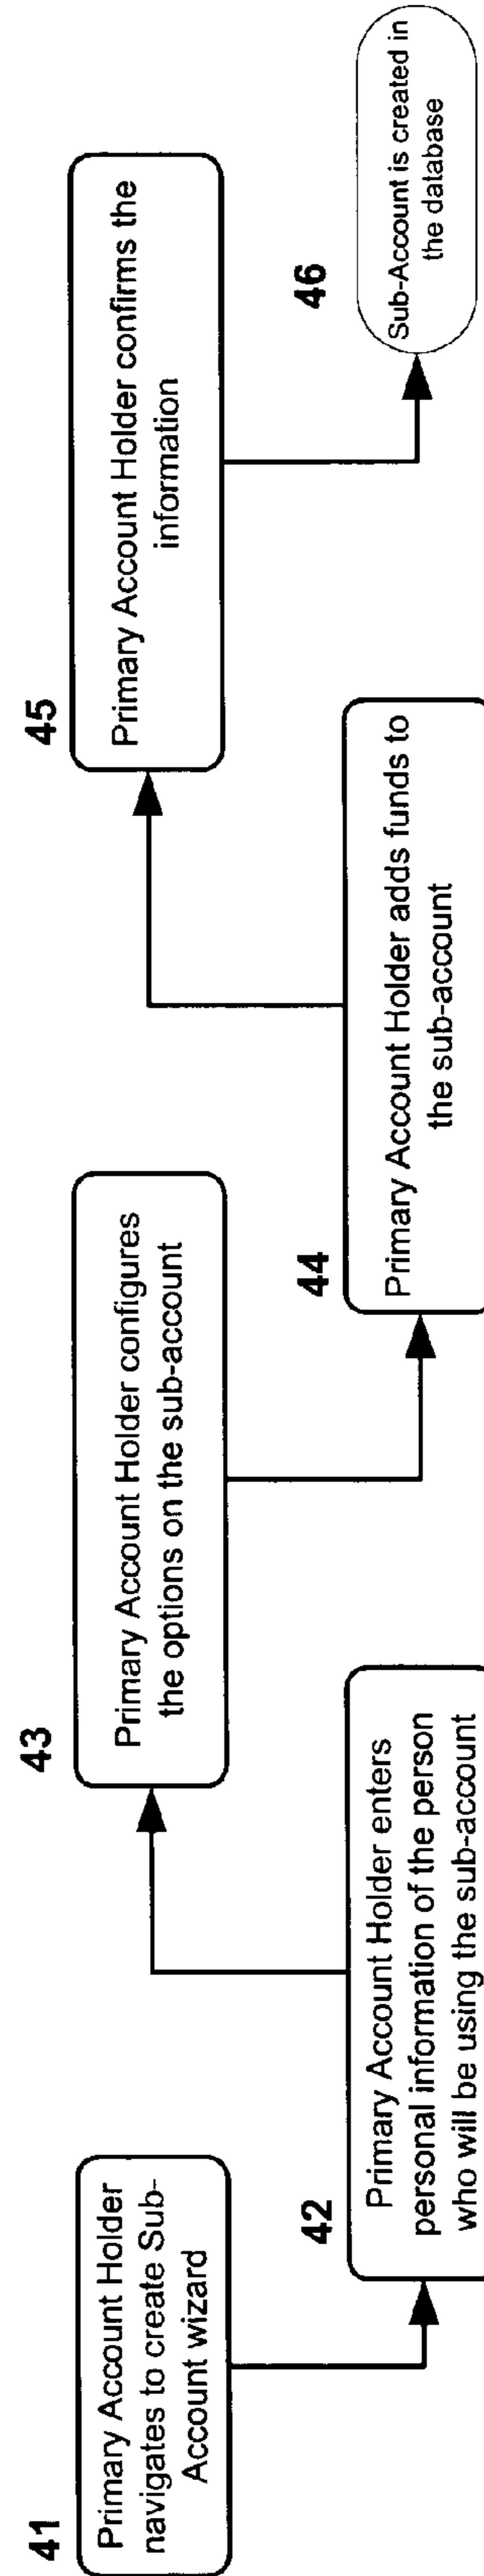 41
Primary Account Holder
navigates to create Sub-
Account wizard
42
Primary Account Holder enters
personal information of the person
who will be using the sub-account
43
Primary Account Holder configures
the options on the sub-account
44
Primary Account Holder adds funds to
the sub-account
45
Primary Account Holder confirms the
information
46
Sub-Account is created in
the database